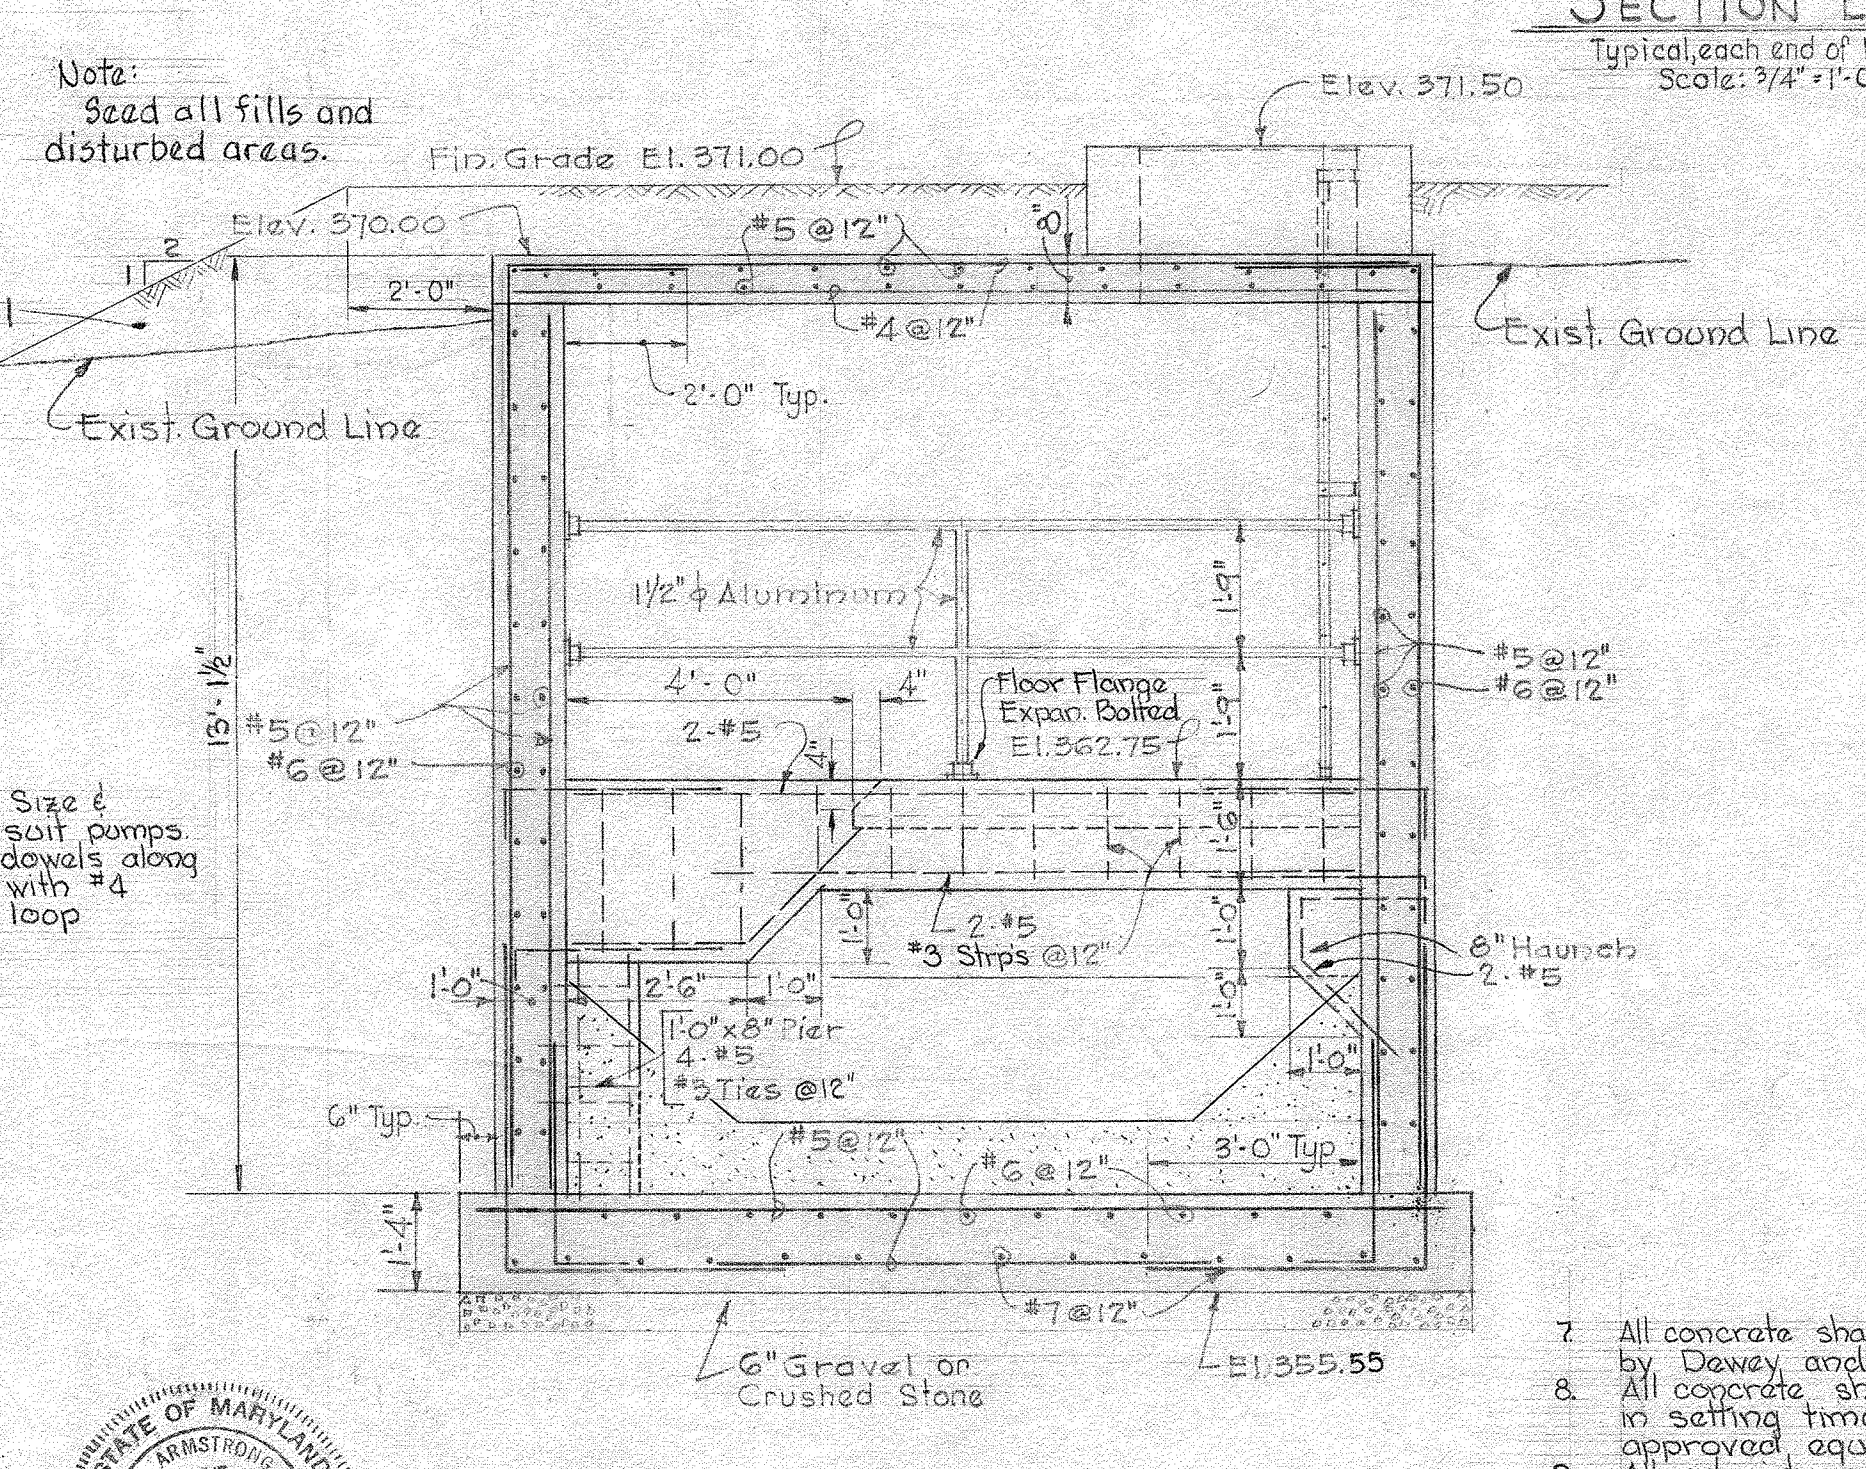 SECTION
Typical, each end of
Scale: 3/4" = 1'-0
Note:
Seed all fills and
disturbed areas.
Elev. 371.50
Fin. Grade El. 371.00
Elev. 370.00
#5 @ 12"
8"
2
1
2'-0"
1
#4 @ 12"
Exist. Ground Line
2'-0" Typ.
Exist. Ground Line
1 1/2" ϕ Aluminum
1'-9"
13'-1 1/2"
#5 @ 12"
#6 @ 12"
4'-0"
4"
Floor Flange
Expan. Bolted
El. 362.75
1'-9"
2-#5
4"
#5 @ 12"
#6 @ 12"
Size &
suit pumps.
dowels along
with #4
loop
1'-6"
1'-0"
2-#5
#3 Strp's @ 12"
1'-0"
8" Haunch
2-#5
1'-0"
2'-6"
1'-0"
1'-0"
1'-0" x 8" Pier
4-#5
#3 Ties @ 12"
1'-0"
6" Typ.
#5 @ 12"
#6 @ 12"
3'-0" Typ
1'-4"
#7 @ 12"
6" Gravel or
Crushed Stone
El. 355.55
7. All concrete sha
by Dewey and
8. All concrete sh
in setting time
approved equ
STATE OF MARYLAND
ARMSTRONG